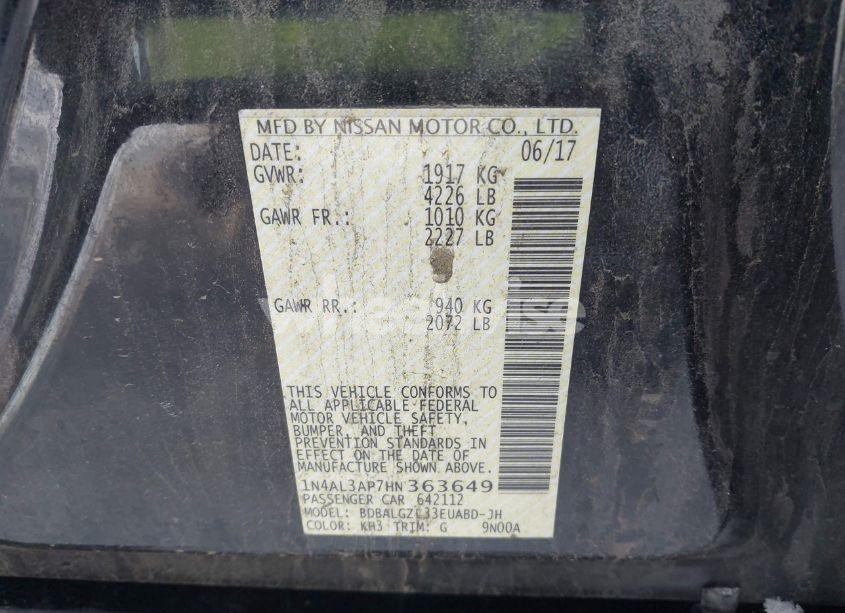 MFD BY NISSAN MOTOR CO., LTD.
DATE: 06/17
GVWR: 1917 KG
4226 LB
GAWR FR.: 1010 KG
2227 LB
GAWR RR.: 940 KG
2072 LB
THIS VEHICLE CONFORMS TO
ALL APPLICABLE FEDERAL
MOTOR VEHICLE SAFETY,
BUMPER, AND THEFT
PREVENTION STANDARDS IN
EFFECT ON THE DATE OF
MANUFACTURE SHOWN ABOVE.
1N4AL3AP7HN363649
PASSENGER CAR 642112
MODEL: BDBALGZL33EUABD-JH
COLOR: KH3 TRIM: G 9N00A